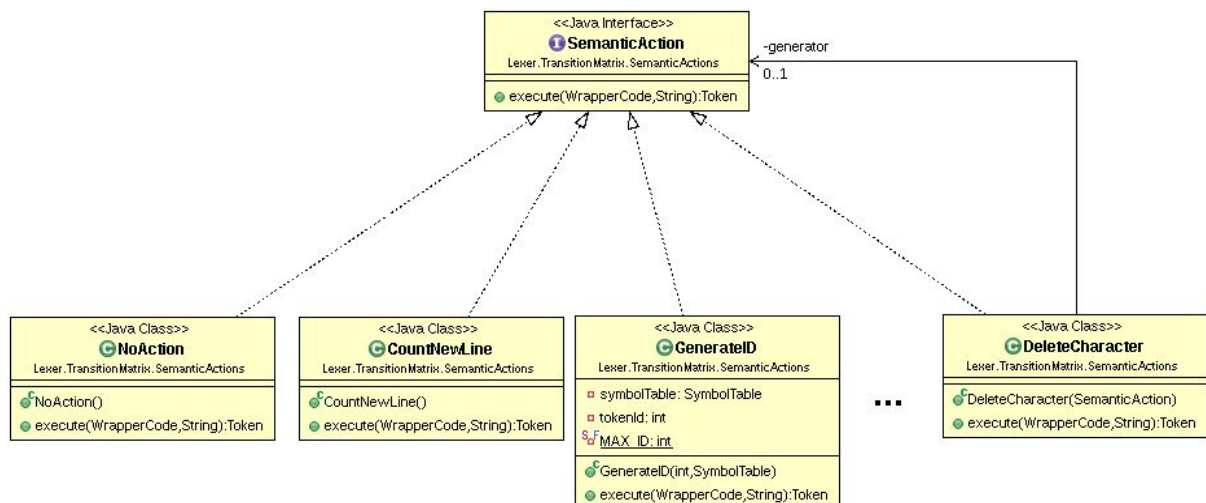 <<Java Interface>>
SemanticAction
Lexer.TransitionMatrix.SemanticActions
execute(WrapperCode,String):Token
-generator
0..1
<<Java Class>>
NoAction
Lexer.TransitionMatrix.SemanticActions
NoAction()
execute(WrapperCode,String):Token
<<Java Class>>
CountNewLine
Lexer.TransitionMatrix.SemanticActions
CountNewLine()
execute(WrapperCode,String):Token
<<Java Class>>
GenerateID
Lexer.TransitionMatrix.SemanticActions
symbolTable: SymbolTable
tokenId: int
MAX_ID: int
GenerateID(int,SymbolTable)
execute(WrapperCode,String):Token
...
<<Java Class>>
DeleteCharacter
Lexer.TransitionMatrix.SemanticActions
DeleteCharacter(SemanticAction)
execute(WrapperCode,String):Token